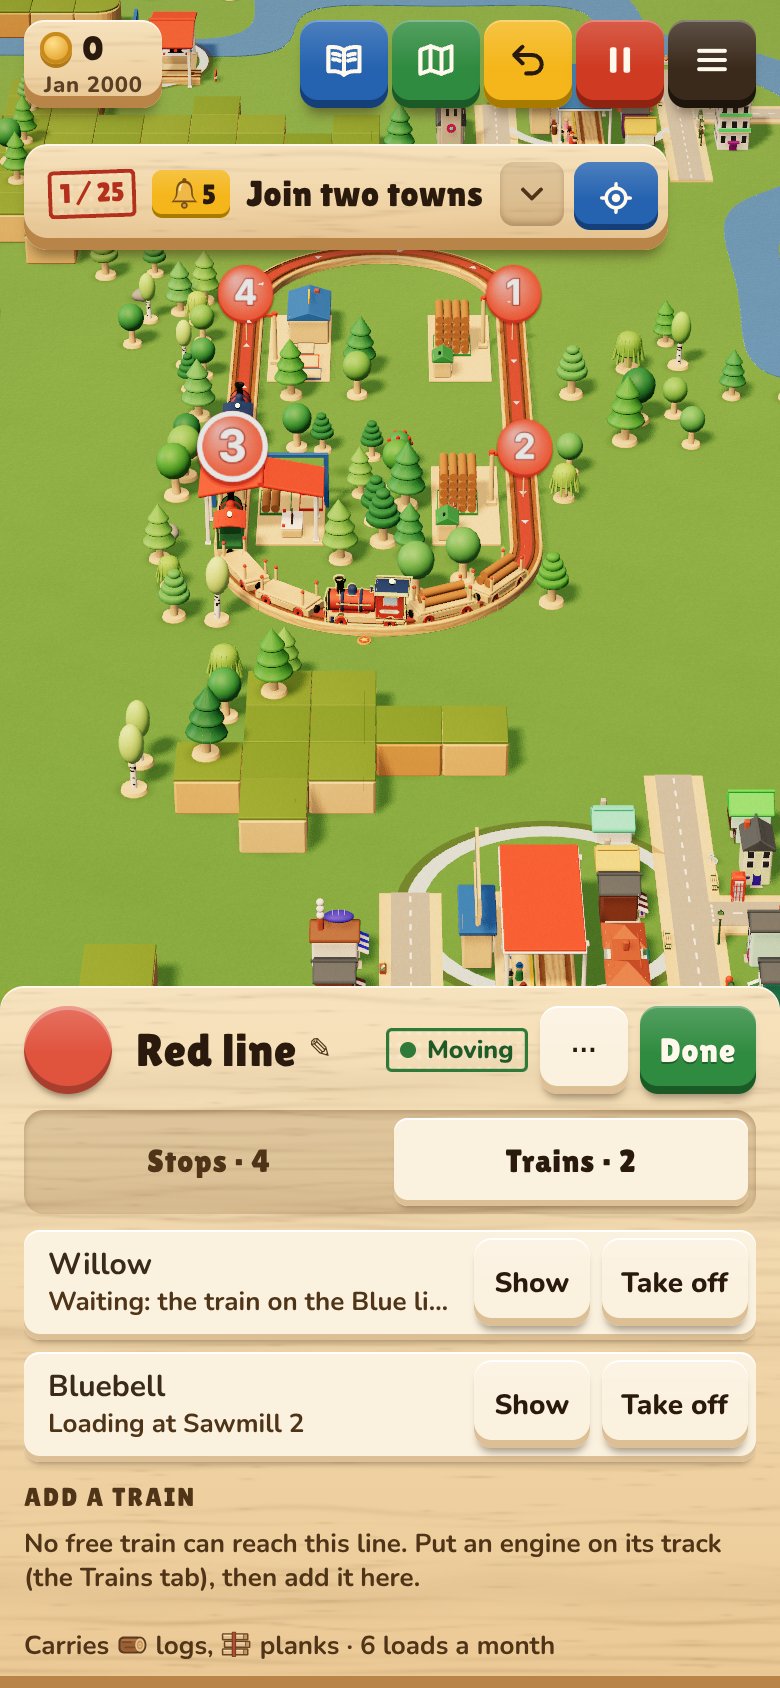 0
Jan 2000
1/25
5
Join two towns
4
1
3
2
Red line
Moving
...
Done
Stops · 4
Trains · 2
Willow
Waiting: the train on the Blue li...
Show
Take off
Bluebell
Loading at Sawmill 2
Show
Take off
ADD A TRAIN
No free train can reach this line. Put an engine on its track
(the Trains tab), then add it here.
Carries logs, planks · 6 loads a month